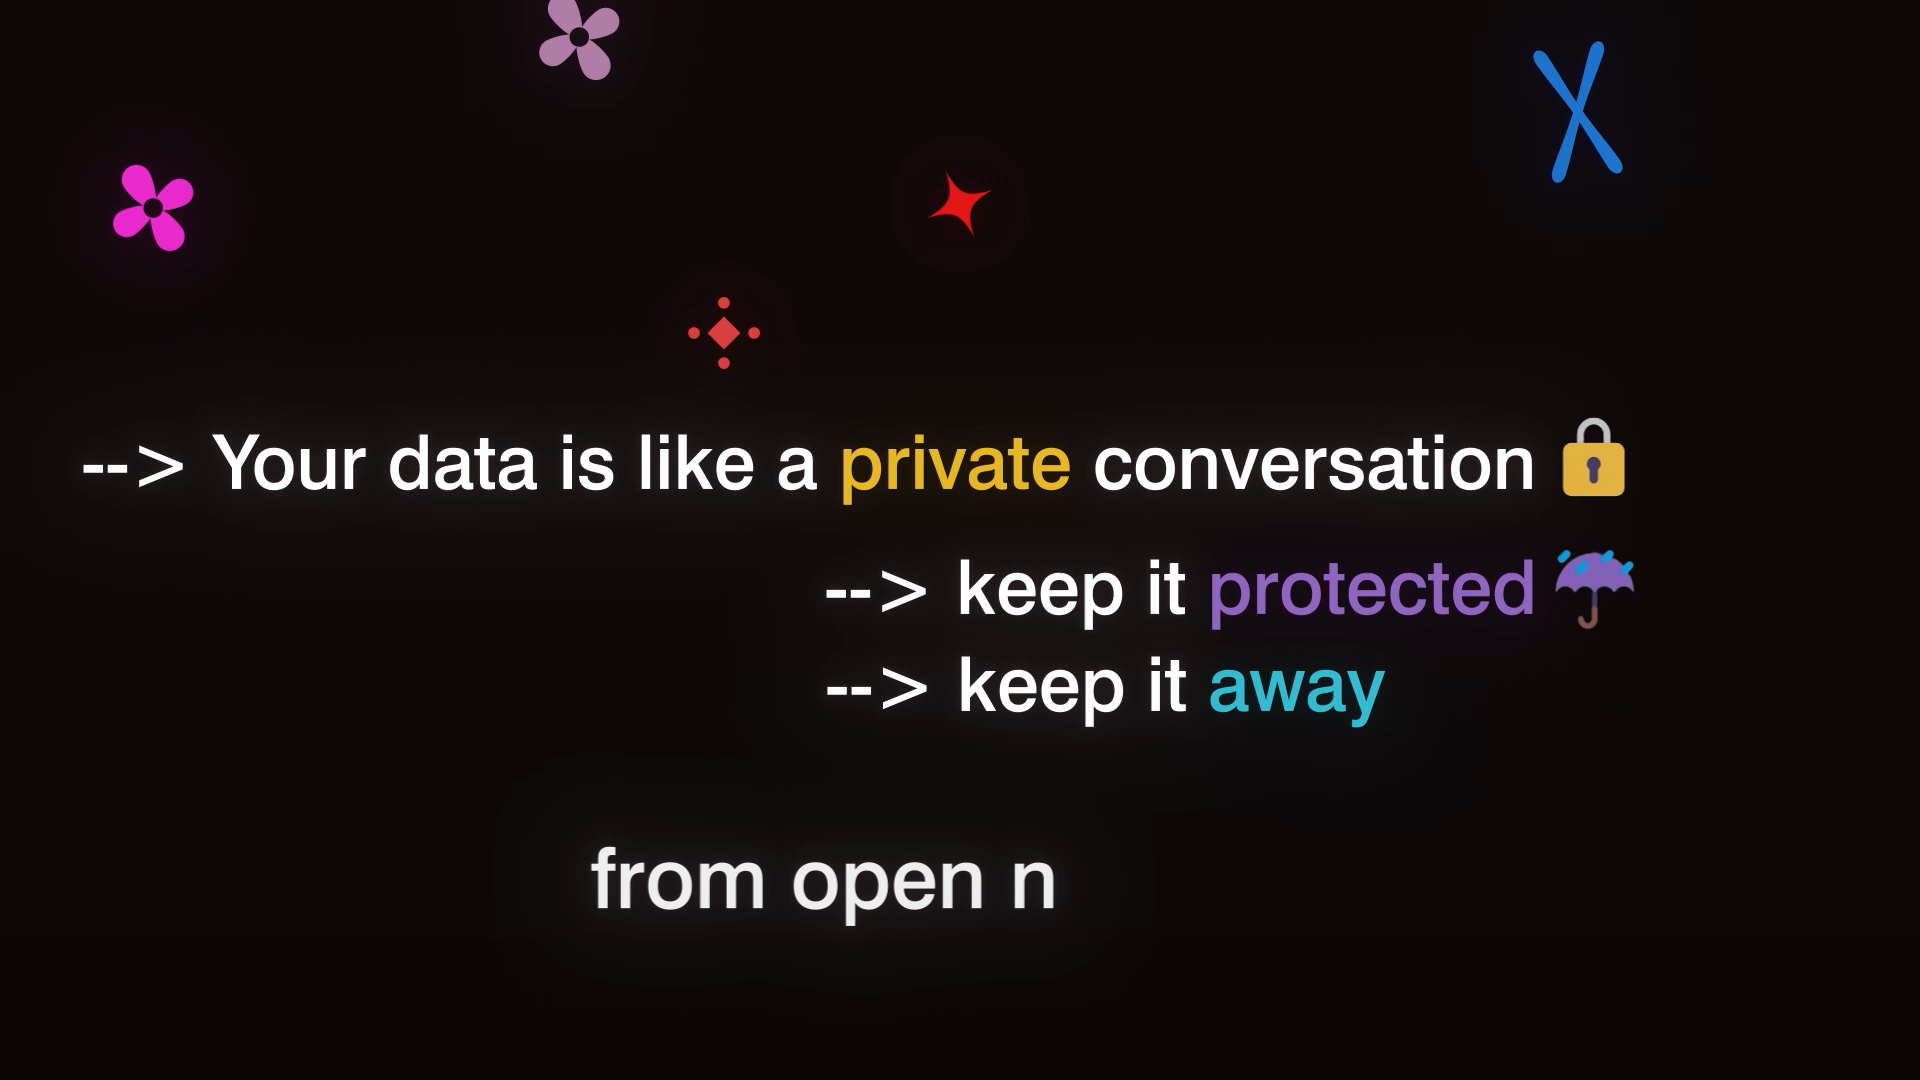 --> Your data is like a private conversation 🔒
--> keep it protected ☔
--> keep it away
from open n